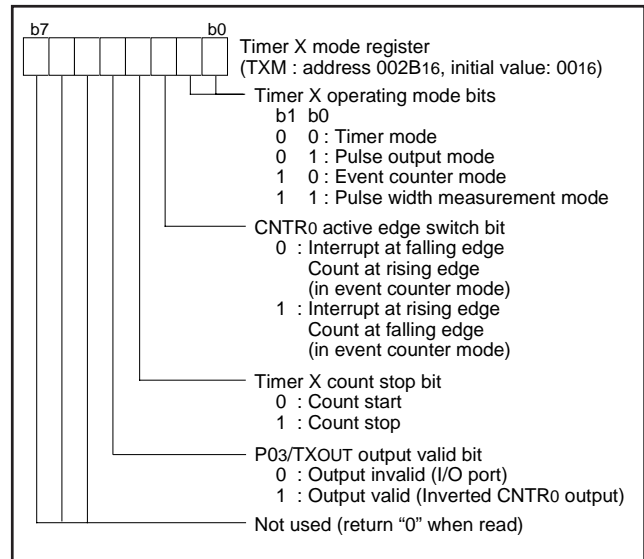 b7 b0
Timer X mode register
(TXM : address 002B16, initial value: 0016)
Timer X operating mode bits
b1 b0
0 0 : Timer mode
0 1 : Pulse output mode
1 0 : Event counter mode
1 1 : Pulse width measurement mode
CNTR0 active edge switch bit
0 : Interrupt at falling edge
Count at rising edge
(in event counter mode)
1 : Interrupt at rising edge
Count at falling edge
(in event counter mode)
Timer X count stop bit
0 : Count start
1 : Count stop
P03/TXOUT output valid bit
0 : Output invalid (I/O port)
1 : Output valid (Inverted CNTR0 output)
Not used (return “0” when read)